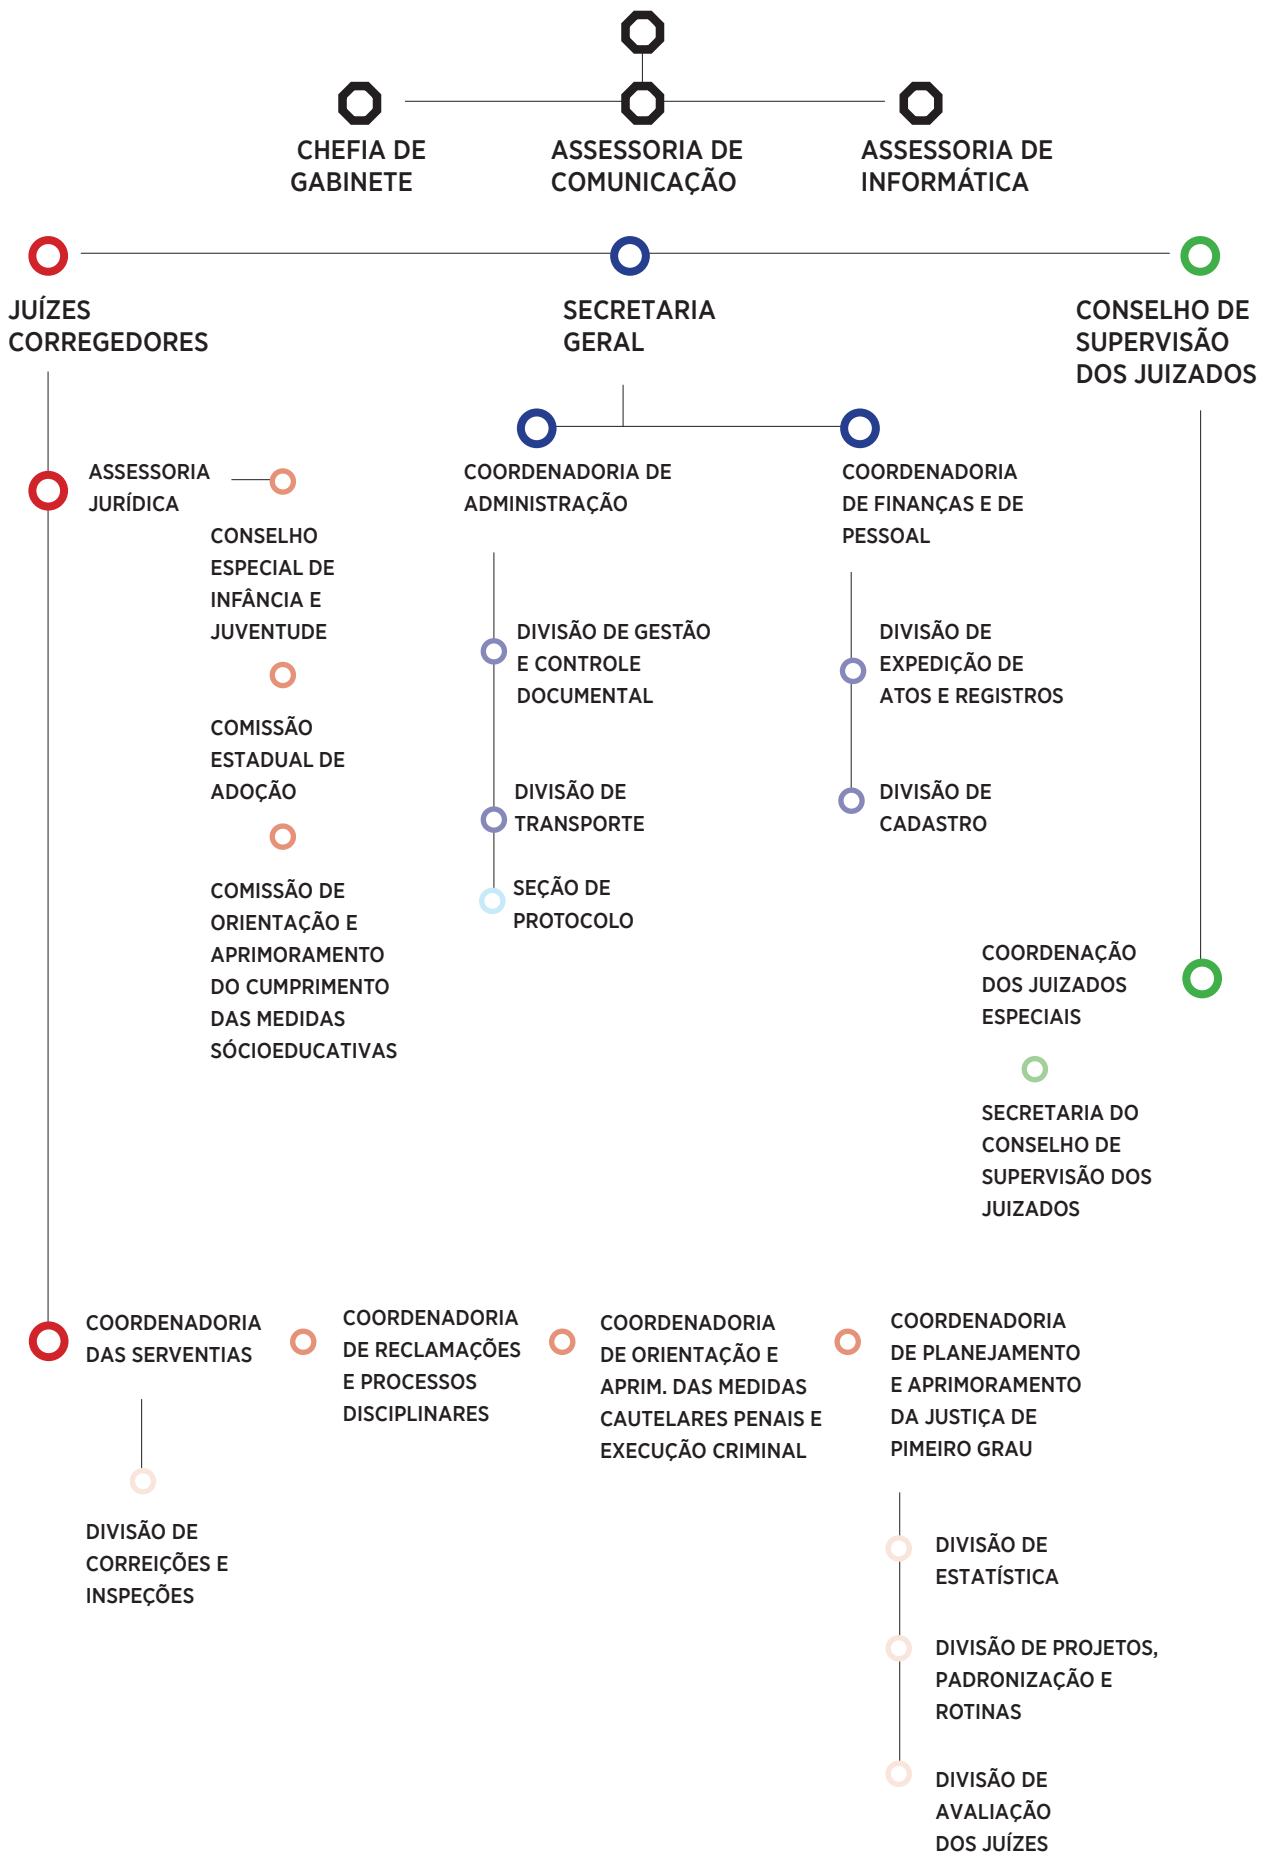 CHEFIA DE
GABINETE
ASSESSORIA DE
COMUNICAÇÃO
ASSESSORIA DE
INFORMÁTICA
JUÍZES
CORREGEDORES
SECRETARIA
GERAL
CONSELHO DE
SUPERVISÃO
DOS JUIZADOS
ASSESSORIA
JURÍDICA
CONSELHO
ESPECIAL DE
INFÂNCIA E
JUVENTUDE
COMISSÃO
ESTADUAL DE
ADOÇÃO
COMISSÃO DE
ORIENTAÇÃO E
APRIMORAMENTO
DO CUMPRIMENTO
DAS MEDIDAS
SÓCIOEDUCATIVAS
COORDENADORIA DE
ADMINISTRAÇÃO
DIVISÃO DE GESTÃO
E CONTROLE
DOCUMENTAL
DIVISÃO DE
TRANSPORTE
SEÇÃO DE
PROTOCOLO
COORDENADORIA
DE FINANÇAS E DE
PESSOAL
DIVISÃO DE
EXPEDIÇÃO DE
ATOS E REGISTROS
DIVISÃO DE
CADASTRO
COORDENAÇÃO
DOS JUIZADOS
ESPECIAIS
SECRETARIA DO
CONSELHO DE
SUPERVISÃO DOS
JUIZADOS
COORDENADORIA
DAS SERVENTIAS
DIVISÃO DE
CORREIÇÕES E
INSPEÇÕES
COORDENADORIA
DE RECLAMAÇÕES
E PROCESSOS
DISCIPLINARES
COORDENADORIA
DE ORIENTAÇÃO E
APRIM. DAS MEDIDAS
CAUTELARES PENAIS E
EXECUÇÃO CRIMINAL
COORDENADORIA
DE PLANEJAMENTO
E APRIMORAMENTO
DA JUSTIÇA DE
PIMEIRO GRAU
DIVISÃO DE
ESTATÍSTICA
DIVISÃO DE PROJETOS,
PADRONIZAÇÃO E
ROTINAS
DIVISÃO DE
AVALIAÇÃO
DOS JUÍZES